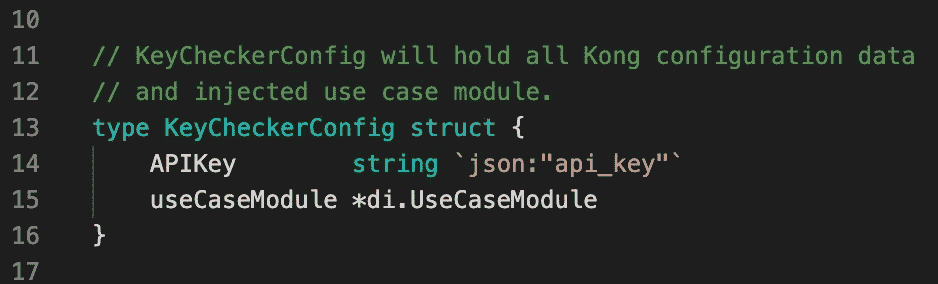 10
11 // KeyCheckerConfig will hold all Kong configuration data
12 // and injected use case module.
13 type KeyCheckerConfig struct {
14 APIKey string `json:"api_key"`
15 useCaseModule *di.UseCaseModule
16 }
17